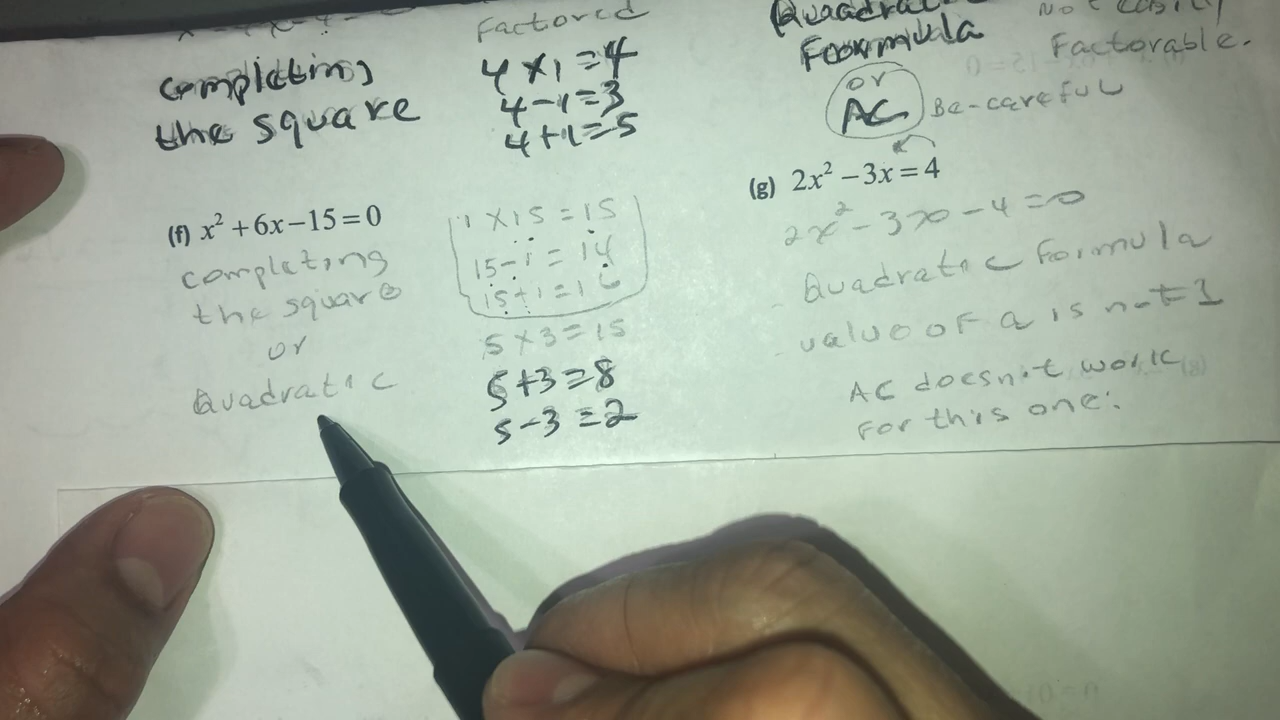 Factored
completing
the square
4 × 1 = 4
4 - 1 = 3
4 + 1 = 5
Quadratic
Formula
or
AC
Be-careful
Factorable.
(f) x² + 6x − 15 = 0
completing
the square
or
Quadratic
1 × 15 = 15
15 - 1 = 14
15 + 1 = 16
5 × 3 = 15
5 + 3 = 8
5 - 3 = 2
(g) 2x² − 3x = 4
2x² - 3x - 4 = 0
- Quadratic Formula
- value of a is not 1
AC doesn't work
for this one.